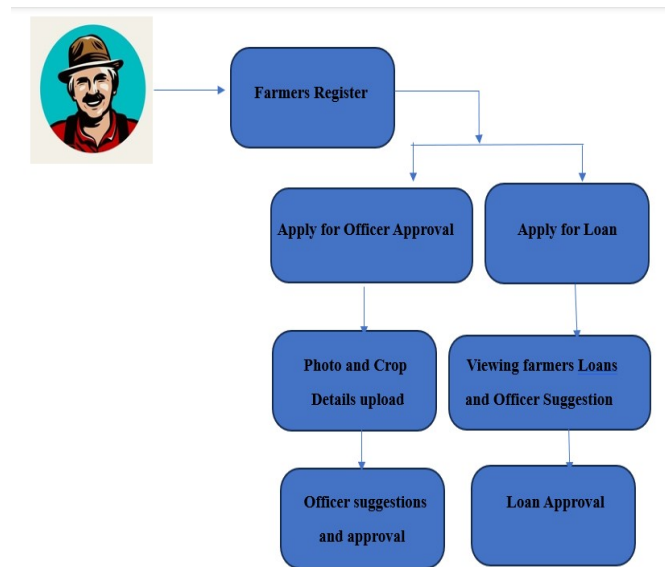 Farmers Register
Apply for Officer Approval
Apply for Loan
Photo and Crop
Details upload
Viewing farmers Loans
and Officer Suggestion
Officer suggestions
and approval
Loan Approval